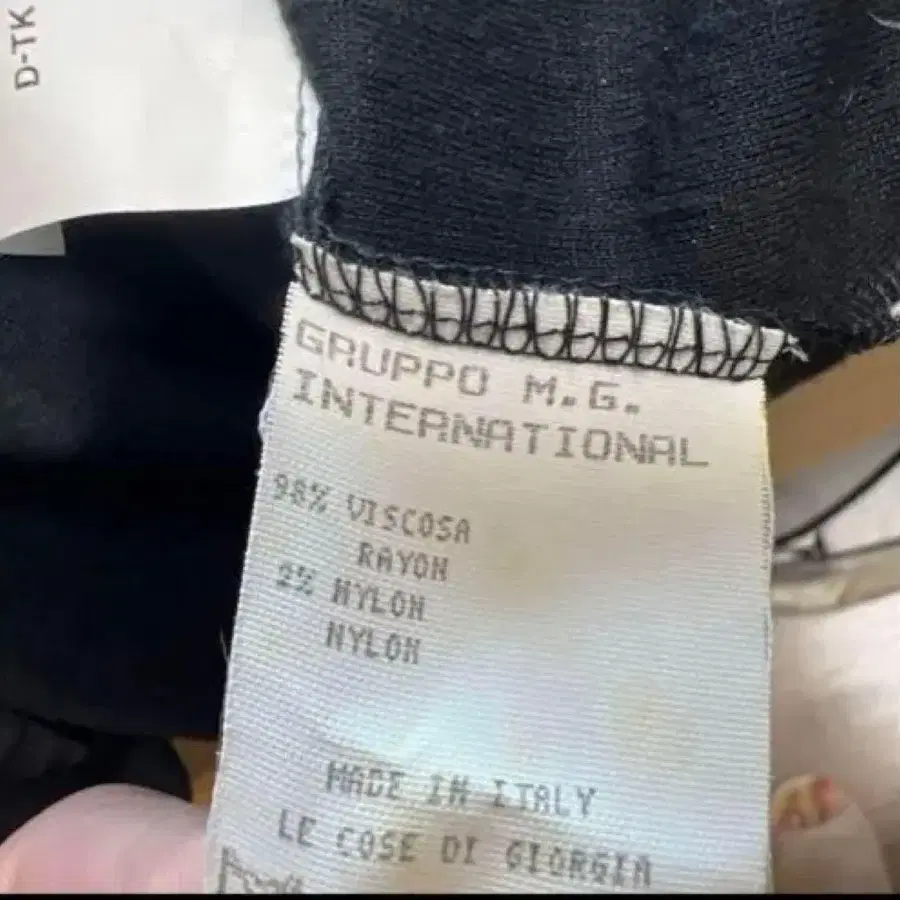 D-TK
GRUPPO M.G.
INTERNATIONAL
98% VISCOSA
RAYON
2% NYLON
NYLON
MADE IN ITALY
LE COSE DI GIORGIA